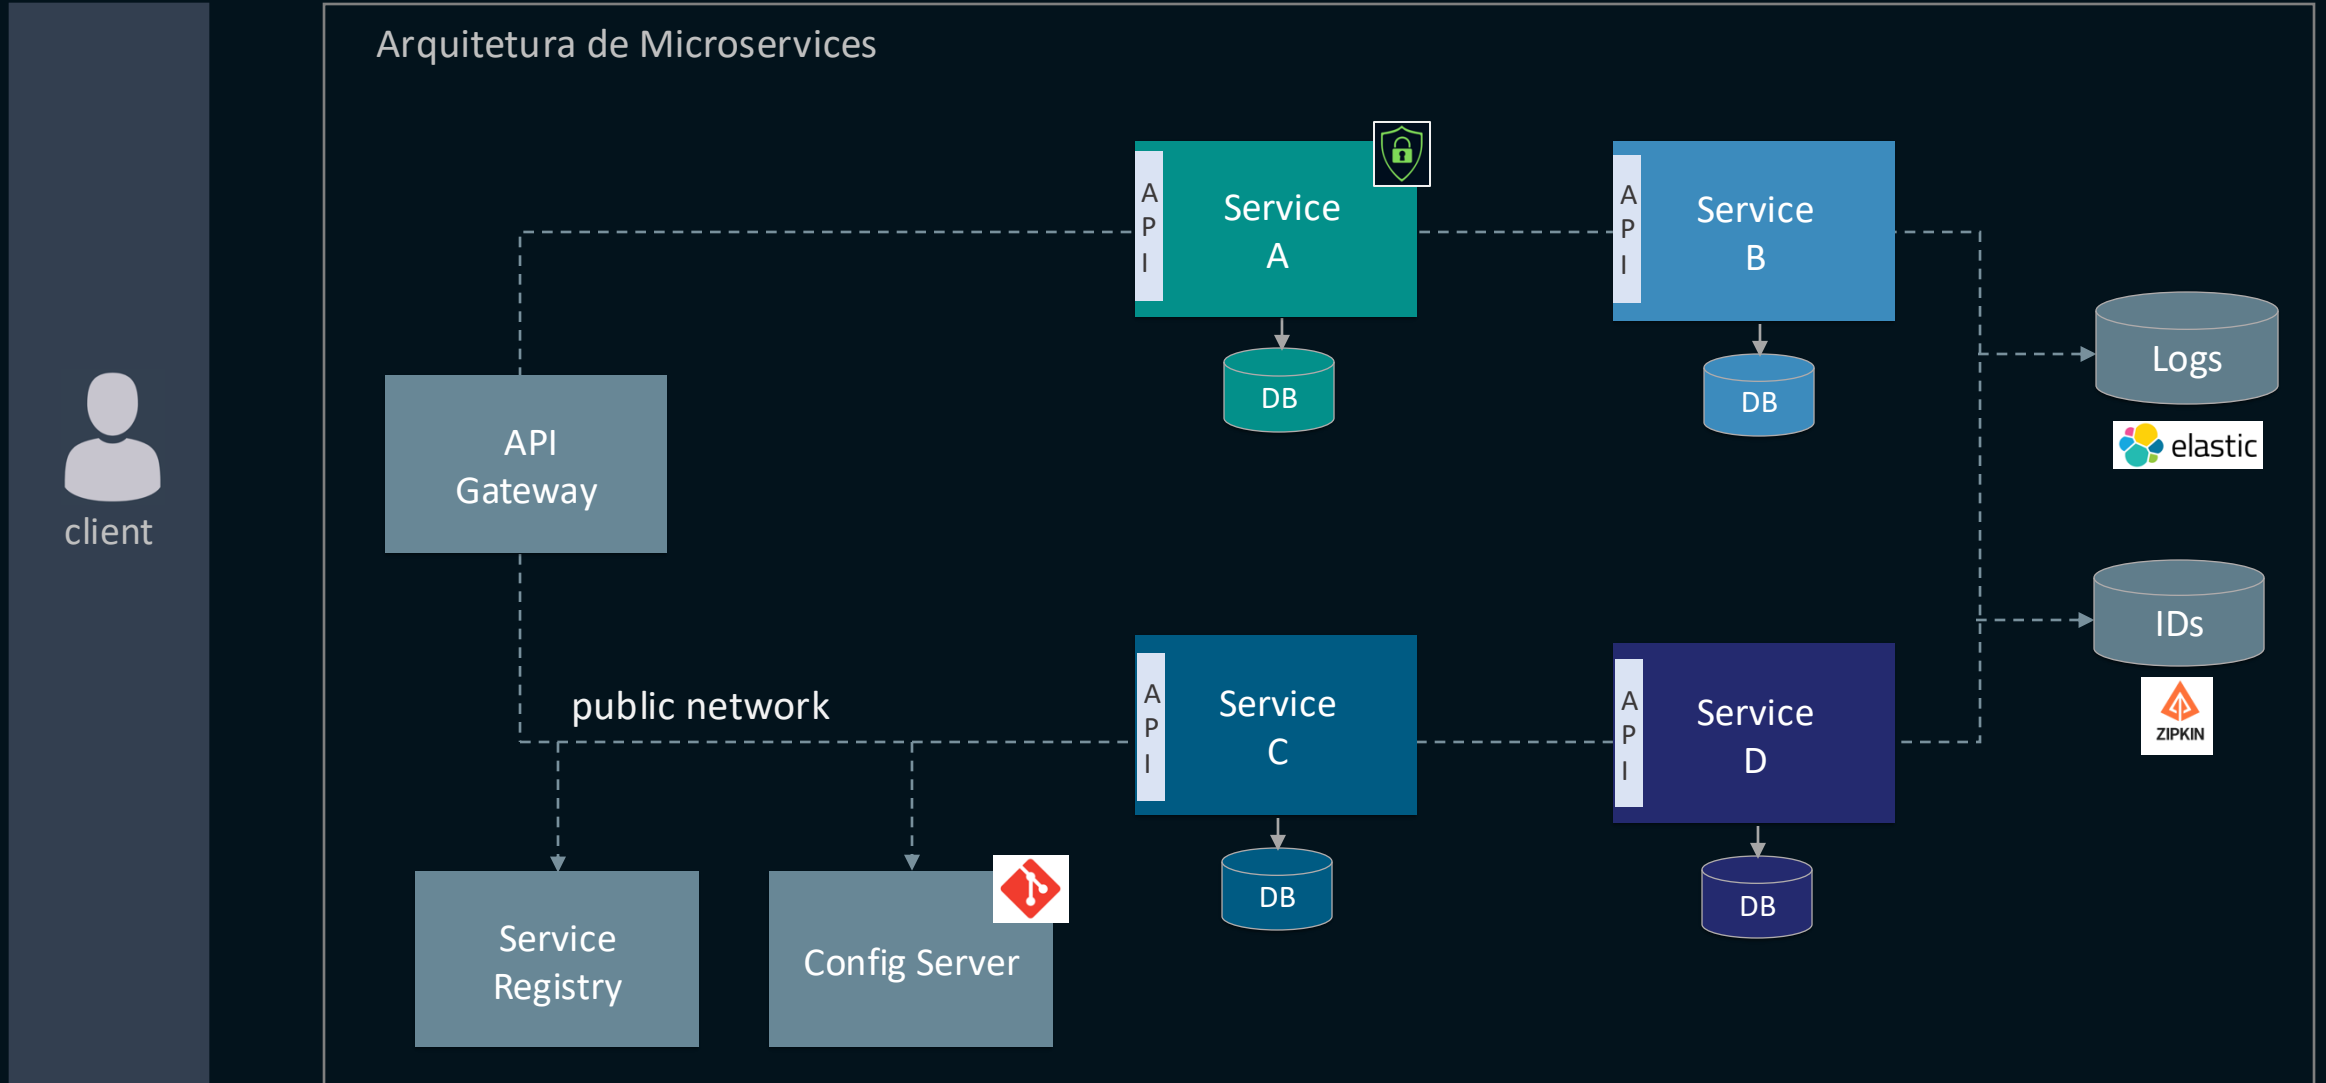 Arquitetura de Microservices
client
API
Gateway
public network
Service
Registry
Config Server
A
P
I
Service
A
DB
A
P
I
Service
B
DB
A
P
I
Service
C
DB
A
P
I
Service
D
DB
Logs
elastic
IDs
ZIPKIN